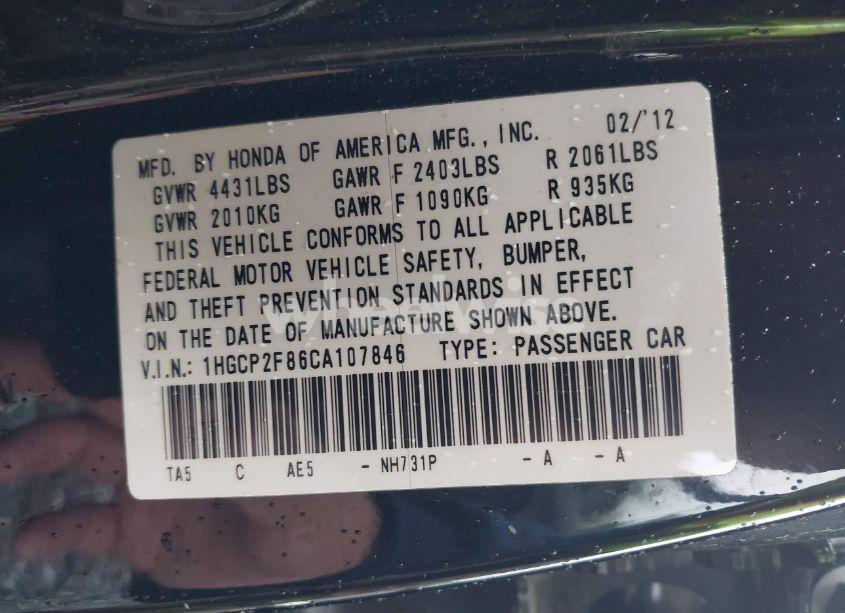 MFD. BY HONDA OF AMERICA MFG., INC. 02/'12
GVWR 4431LBS GAWR F 2403LBS R 2061LBS
GVWR 2010KG GAWR F 1090KG R 935KG
THIS VEHICLE CONFORMS TO ALL APPLICABLE
FEDERAL MOTOR VEHICLE SAFETY, BUMPER,
AND THEFT PREVENTION STANDARDS IN EFFECT
ON THE DATE OF MANUFACTURE SHOWN ABOVE.
V.I.N.: 1HGCP2F86CA107846 TYPE: PASSENGER CAR
TA5 C AE5 - NH731P - A - A